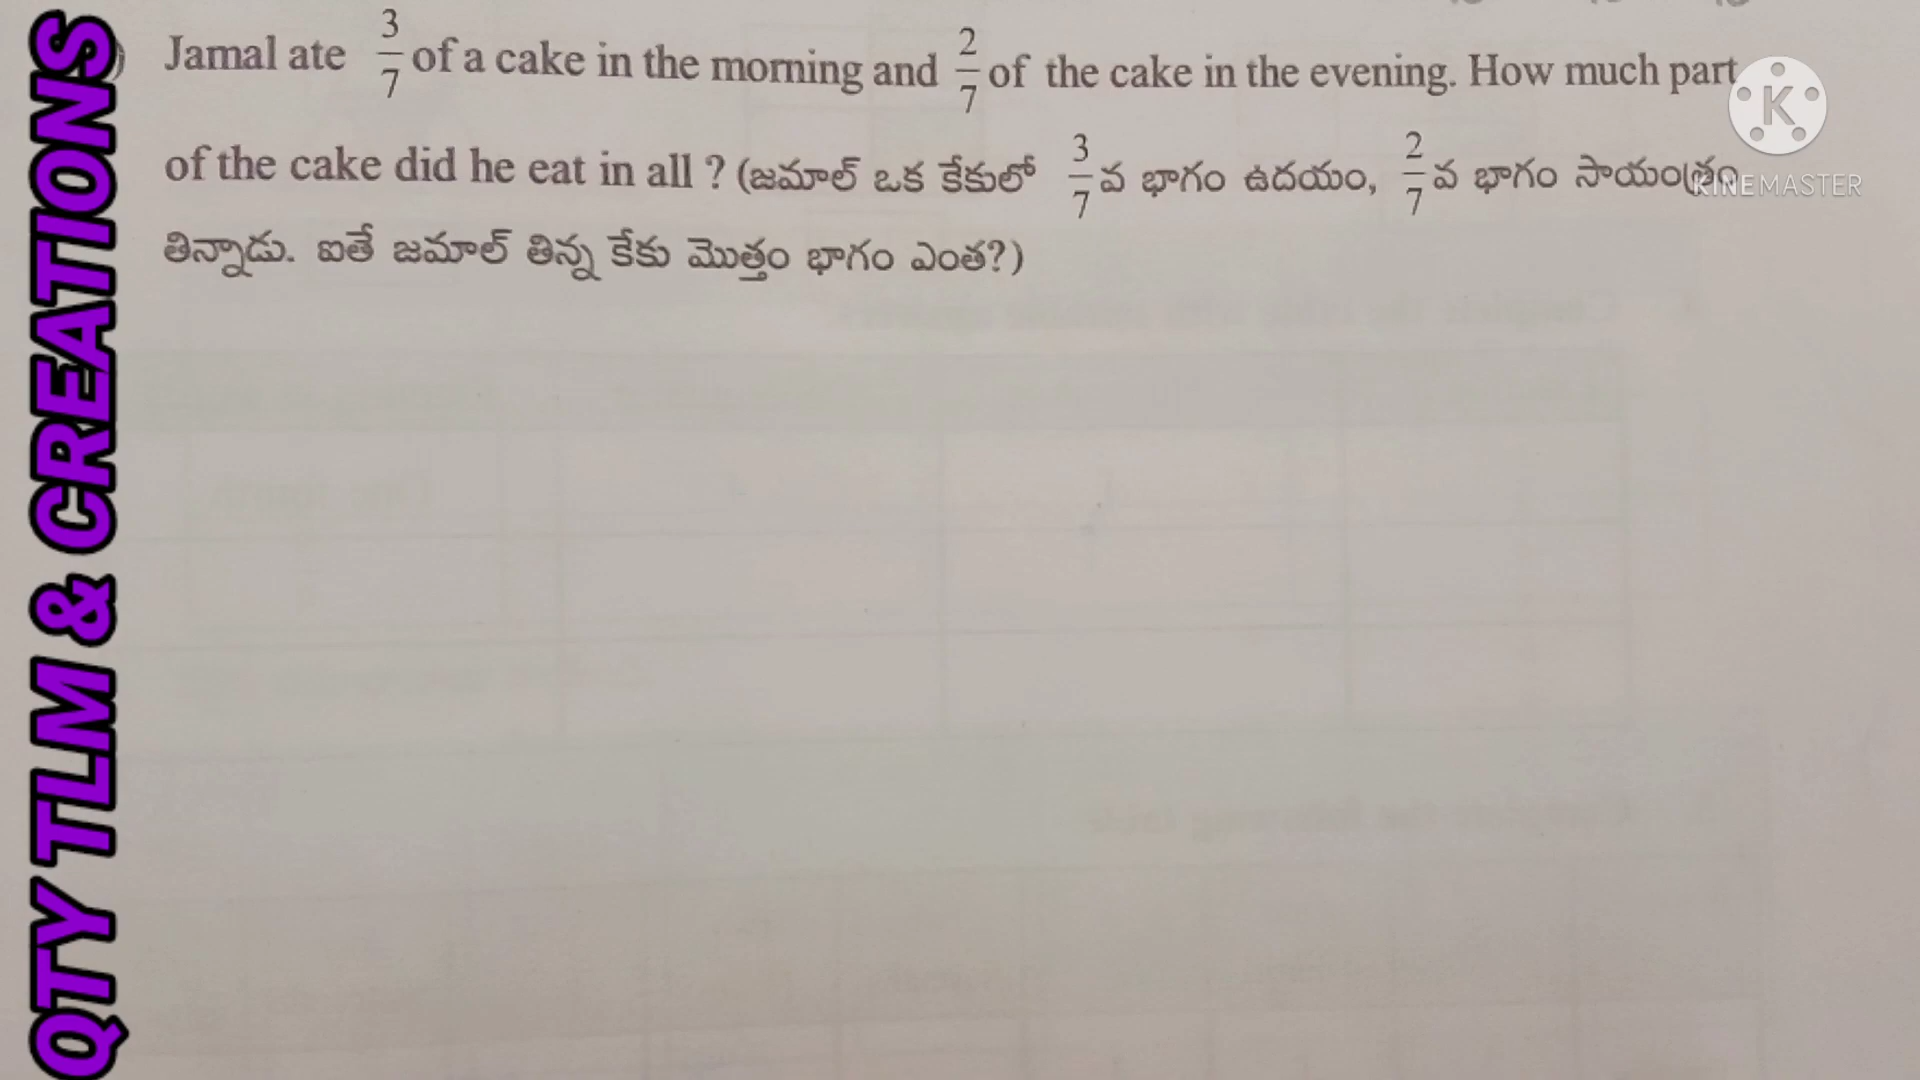 Jamal ate 3/7 of a cake in the morning and 2/7 of the cake in the evening. How much part
of the cake did he eat in all ? (జమాల్ ఒక కేకులో 3/7 వ భాగం ఉదయం, 2/7 వ భాగం సాయంత్రం
తిన్నాడు. ఐతే జమాల్ తిన్న కేకు మొత్తం భాగం ఎంత?)
K
KINEMASTER
QTY TLM & CREATIONS